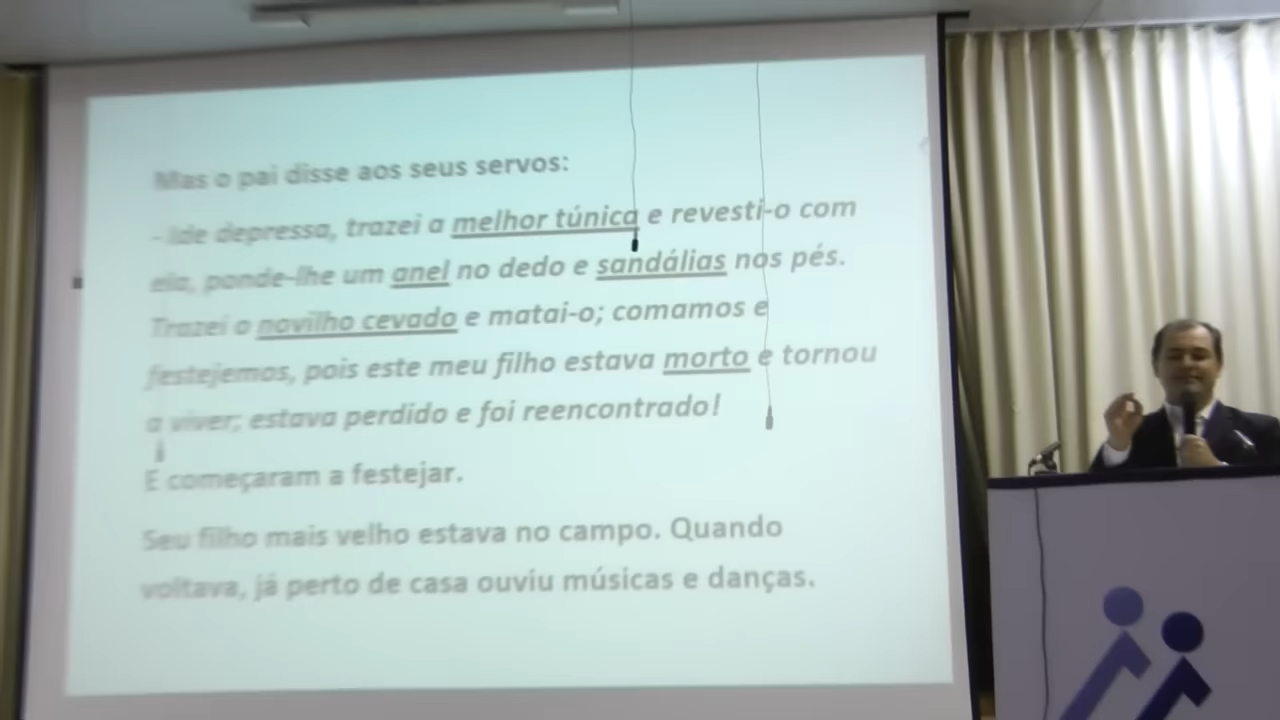 Mas o pai disse aos seus servos:
- Ide depressa, trazei a melhor túnica e revesti-o com
ela, ponde-lhe um anel no dedo e sandálias nos pés.
Trazei o novilho cevado e matai-o; comamos e
festejemos, pois este meu filho estava morto e tornou
a viver; estava perdido e foi reencontrado!
E começaram a festejar.
Seu filho mais velho estava no campo. Quando
voltava, já perto de casa ouviu músicas e danças.